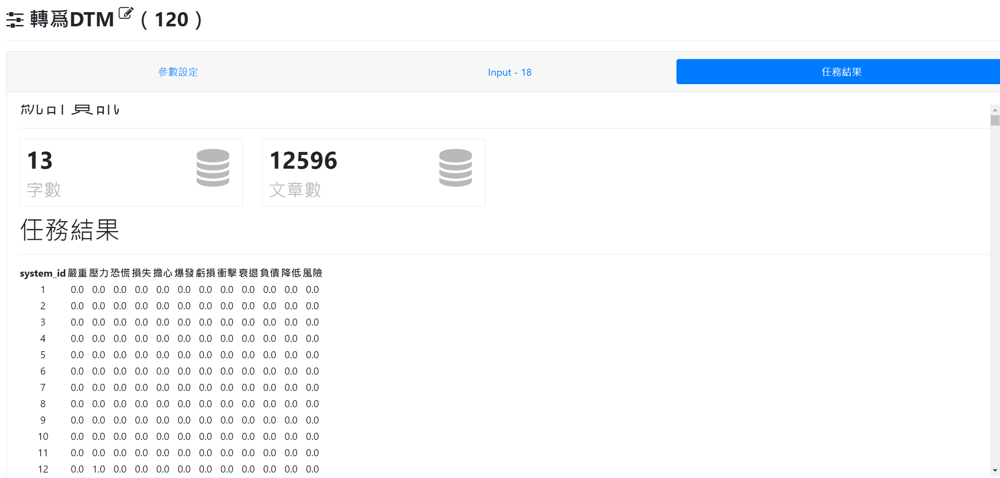 轉爲DTM ( 120 )
參數設定 Input - 18 任務結果
13
字數
12596
文章數
任務結果
system_id 嚴重 壓力 恐慌 損失 擔心 爆發 虧損 衝擊 衰退 負債 降低 風險
1 0.0 0.0 0.0 0.0 0.0 0.0 0.0 0.0 0.0 0.0 0.0 0.0
2 0.0 0.0 0.0 0.0 0.0 0.0 0.0 0.0 0.0 0.0 0.0 0.0
3 0.0 0.0 0.0 0.0 0.0 0.0 0.0 0.0 0.0 0.0 0.0 0.0
4 0.0 0.0 0.0 0.0 0.0 0.0 0.0 0.0 0.0 0.0 0.0 0.0
5 0.0 0.0 0.0 0.0 0.0 0.0 0.0 0.0 0.0 0.0 0.0 0.0
6 0.0 0.0 0.0 0.0 0.0 0.0 0.0 0.0 0.0 0.0 0.0 0.0
7 0.0 0.0 0.0 0.0 0.0 0.0 0.0 0.0 0.0 0.0 0.0 0.0
8 0.0 0.0 0.0 0.0 0.0 0.0 0.0 0.0 0.0 0.0 0.0 0.0
9 0.0 0.0 0.0 0.0 0.0 0.0 0.0 0.0 0.0 0.0 0.0 0.0
10 0.0 0.0 0.0 0.0 0.0 0.0 0.0 0.0 0.0 0.0 0.0 0.0
11 0.0 0.0 0.0 0.0 0.0 0.0 0.0 0.0 0.0 0.0 0.0 0.0
12 0.0 1.0 0.0 0.0 0.0 0.0 0.0 0.0 0.0 0.0 0.0 0.0